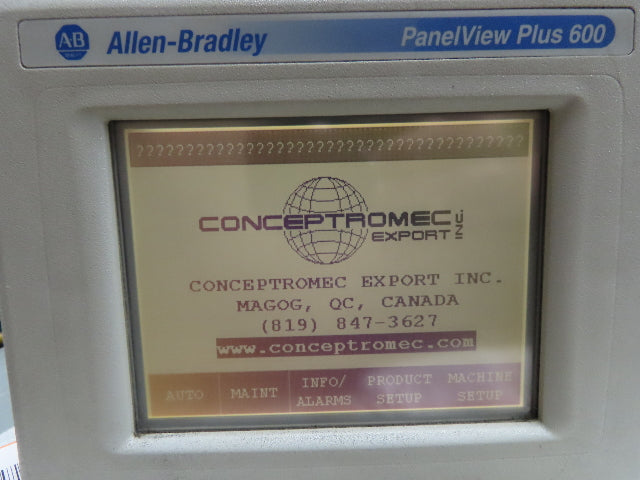 AB Allen-Bradley PanelView Plus 600
???????????????????????????????????????
CONCEPTROMEC INC
EXPORT
CONCEPTROMEC EXPORT INC.
MAGOG, QC, CANADA
(819) 847-3627
www.conceptromec.com
AUTO MAINT INFO/ ALARMS PRODUCT SETUP MACHINE SETUP